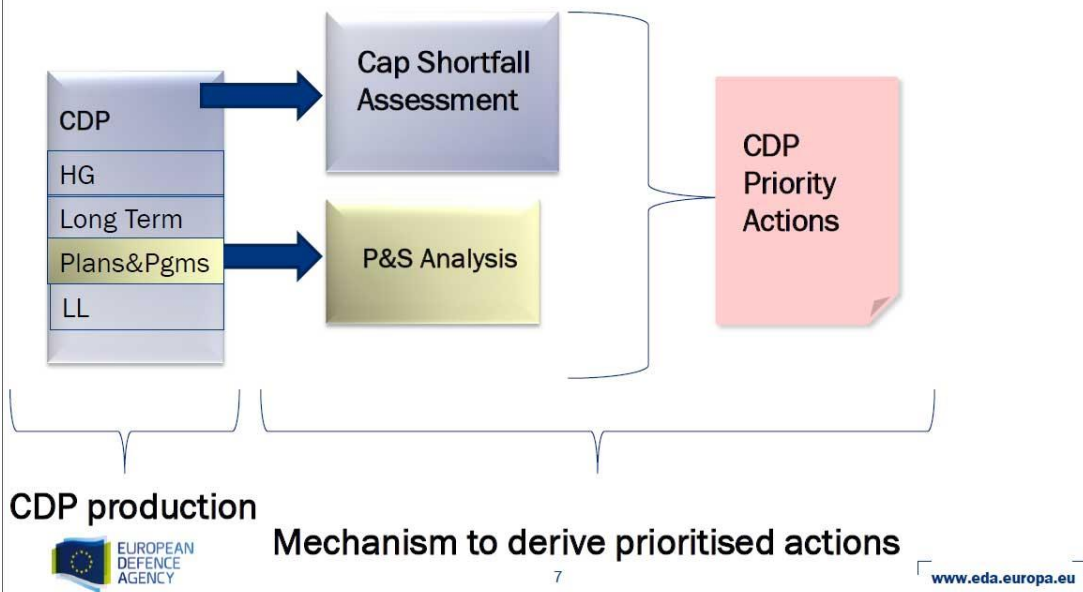 CDP
HG
Long Term
Plans&Pgms
LL
Cap Shortfall
Assessment
P&S Analysis
CDP
Priority
Actions
CDP production
Mechanism to derive prioritised actions
EUROPEAN
DEFENCE
AGENCY
7
www.eda.europa.eu